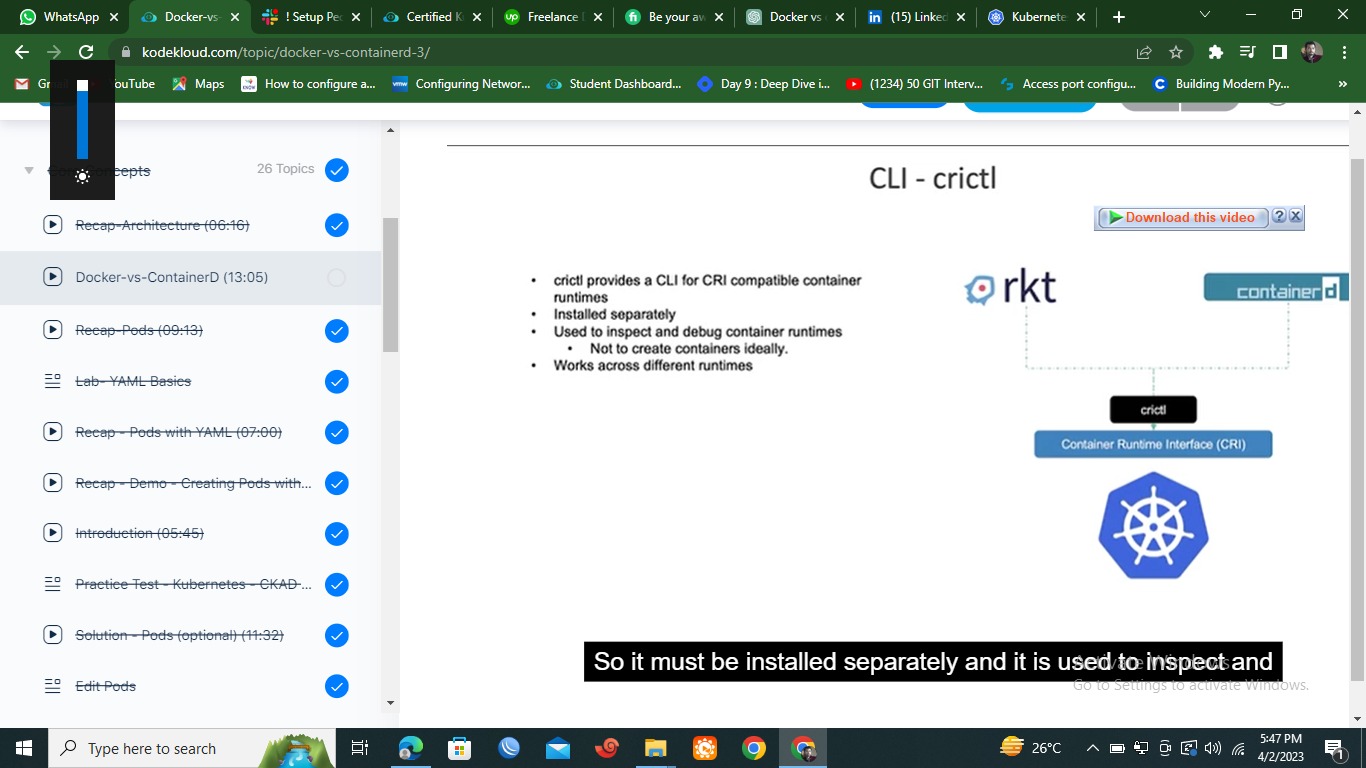 WhatsApp
Docker-vs-
! Setup Pec
Certified K
Freelance
Be your aw
Docker vs
(15) Linked
Kubernete
kodekloud.com/topic/docker-vs-containerd-3/
YouTube
Maps
How to configure a...
Configuring Networ...
Student Dashboard...
Day 9 : Deep Dive i...
(1234) 50 GIT Interv...
Access port configu...
Building Modern Py...
»
26 Topics
Recap-Architecture (06:16)
Docker-vs-ContainerD (13:05)
Recap-Pods (09:13)
Lab- YAML Basics
Recap - Pods with YAML (07:00)
Recap - Demo - Creating Pods with...
Introduction (05:45)
Practice Test - Kubernetes - CKAD ...
Solution - Pods (optional) (11:32)
Edit Pods
CLI - crictl
Download this video
? X
• crictl provides a CLI for CRI compatible container
runtimes
• Installed separately
• Used to inspect and debug container runtimes
• Not to create containers ideally.
• Works across different runtimes
rkt
containerd
crictl
Container Runtime Interface (CRI)
So it must be installed separately and it is used to inspect and
Activate Windows
Go to Settings to activate Windows.
Type here to search
26°C
5:47 PM
4/2/2023
1